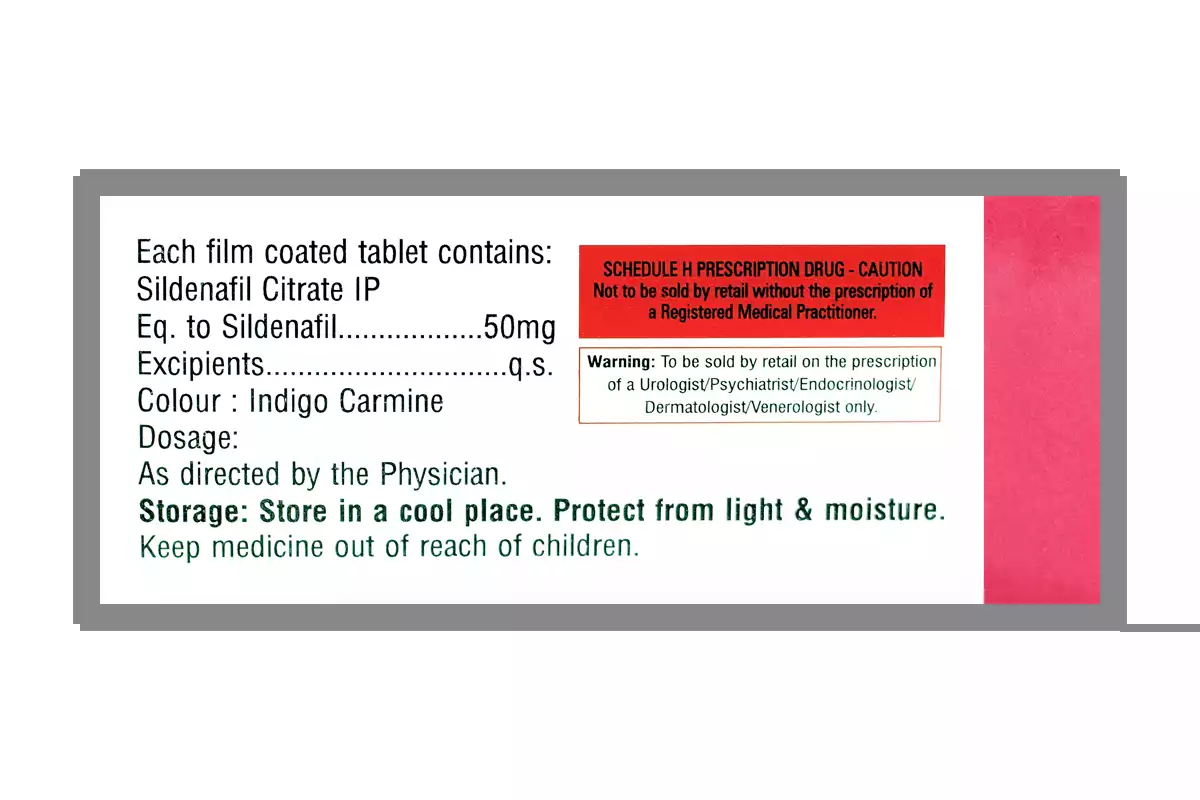 Each film coated tablet contains:
Sildenafil Citrate IP
Eq. to Sildenafil..................50mg
Excipients..............................q.s.
Colour : Indigo Carmine
Dosage:
As directed by the Physician.
Storage: Store in a cool place. Protect from light & moisture.
Keep medicine out of reach of children.
SCHEDULE H PRESCRIPTION DRUG - CAUTION
Not to be sold by retail without the prescription of
a Registered Medical Practitioner.
Warning: To be sold by retail on the prescription
of a Urologist/Psychiatrist/Endocrinologist/
Dermatologist/Venerologist only.